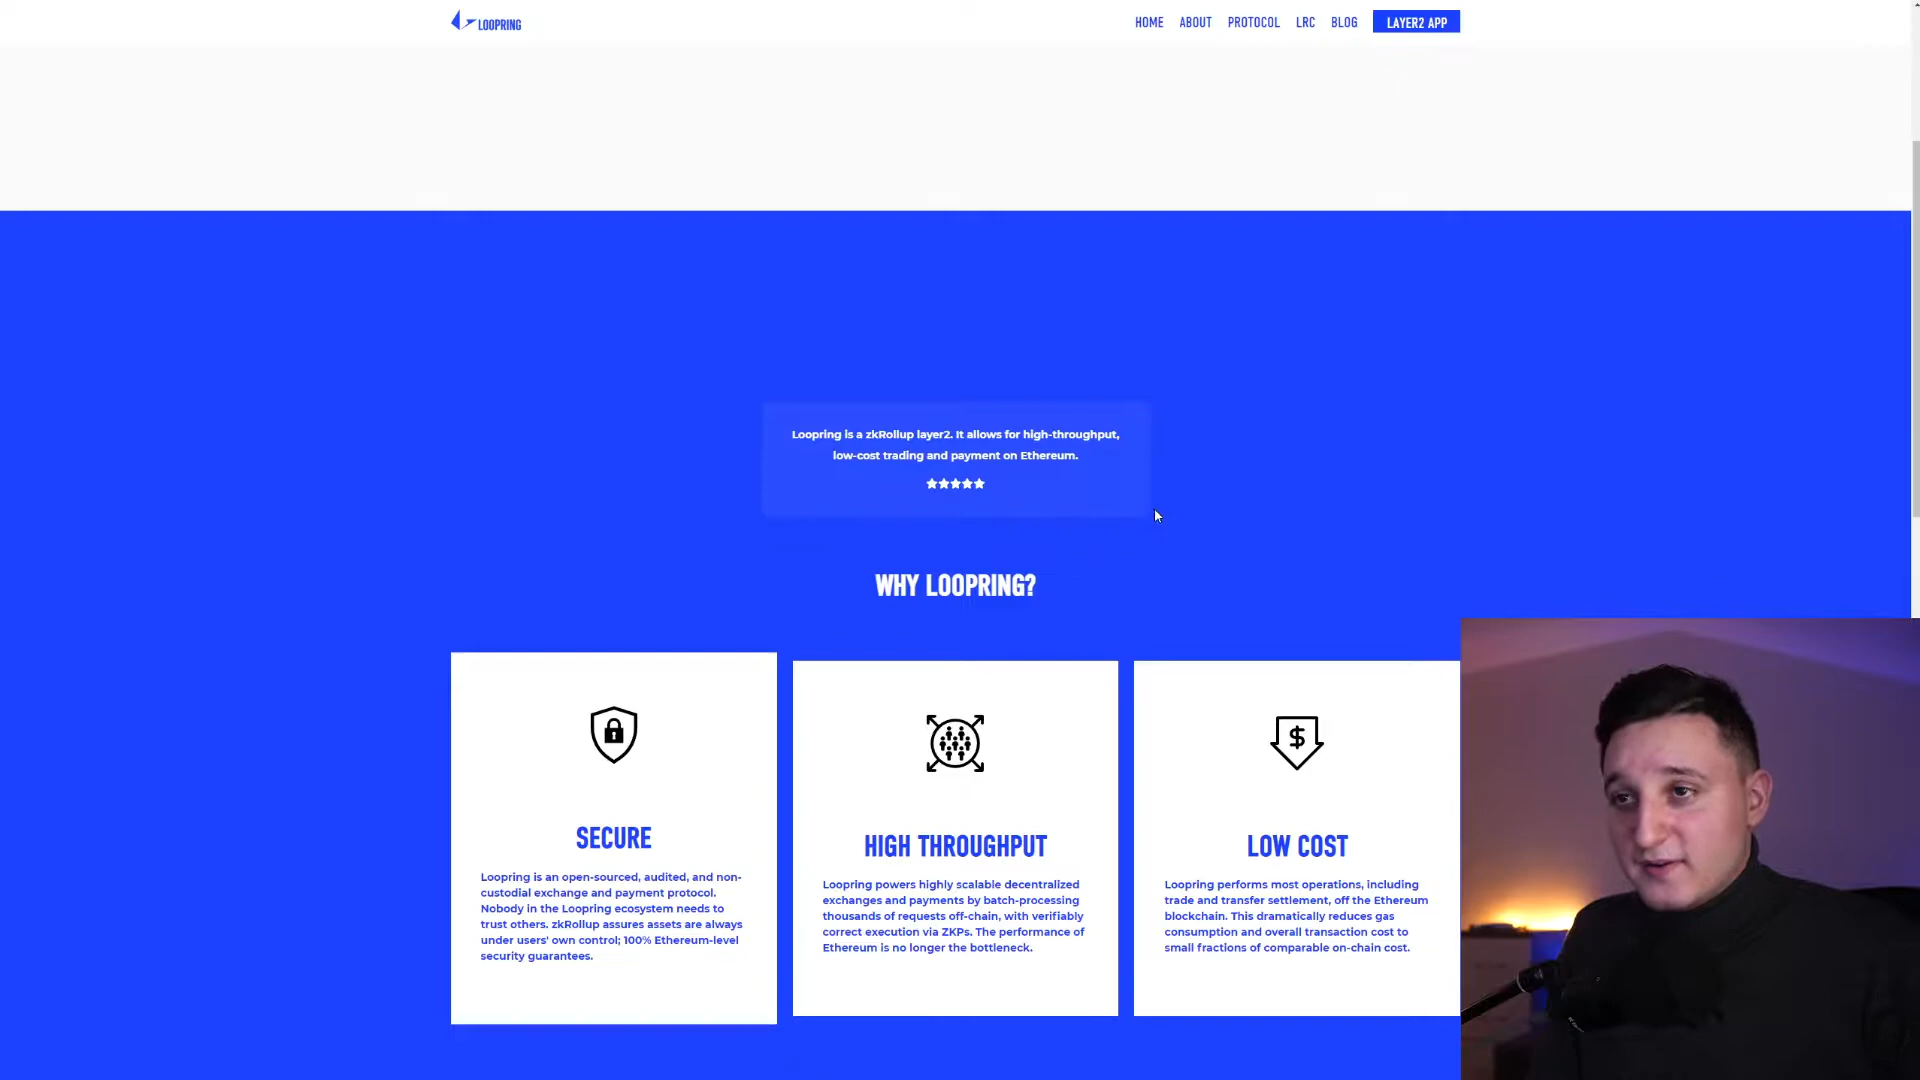 LOOPRING
HOME ABOUT PROTOCOL LRC BLOG LAYER2 APP
Loopring is a zkRollup layer2. It allows for high-throughput,
low-cost trading and payment on Ethereum.
WHY LOOPRING?
SECURE
Loopring is an open-sourced, audited, and non-
custodial exchange and payment protocol.
Nobody in the Loopring ecosystem needs to
trust others. zkRollup assures assets are always
under users' own control; 100% Ethereum-level
security guarantees.
HIGH THROUGHPUT
Loopring powers highly scalable decentralized
exchanges and payments by batch-processing
thousands of requests off-chain, with verifiably
correct execution via ZKPs. The performance of
Ethereum is no longer the bottleneck.
$
LOW COST
Loopring performs most operations, including
trade and transfer settlement, off the Ethereum
blockchain. This dramatically reduces gas
consumption and overall transaction cost to
small fractions of comparable on-chain cost.